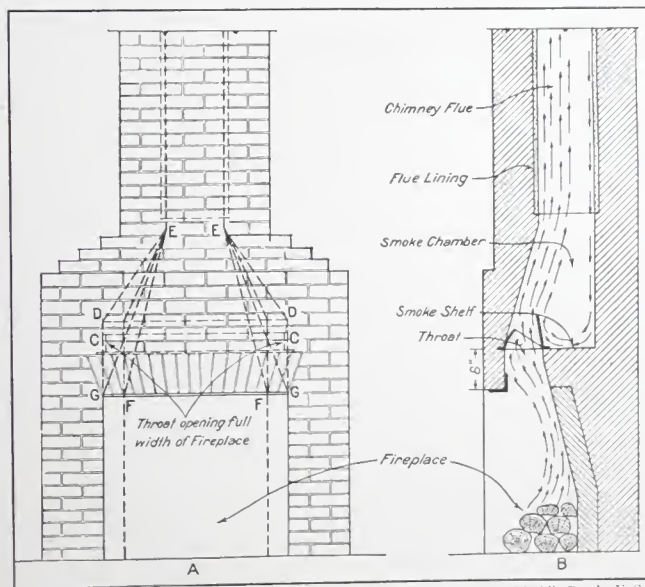 Chimney Flue
Flue Lining
E E
Smoke Chamber
D D
Smoke Shelf
C C
Throat
6"
G F F G
Throat opening full
width of Fireplace
Fireplace
A B